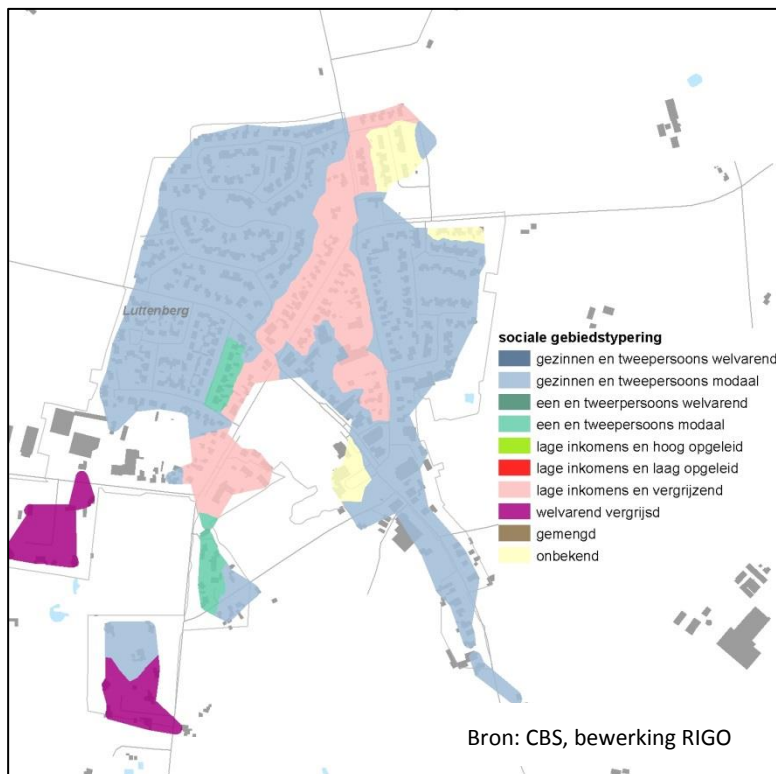 Luttenberg
sociale gebiedstypering
gezinnen en tweepersoons welvarend
gezinnen en tweepersoons modaal
een en tweerpersoons welvarend
een en tweepersoons modaal
lage inkomens en hoog opgeleid
lage inkomens en laag opgeleid
lage inkomens en vergrijzend
welvarend vergrijsd
gemengd
onbekend
Bron: CBS, bewerking RIGO